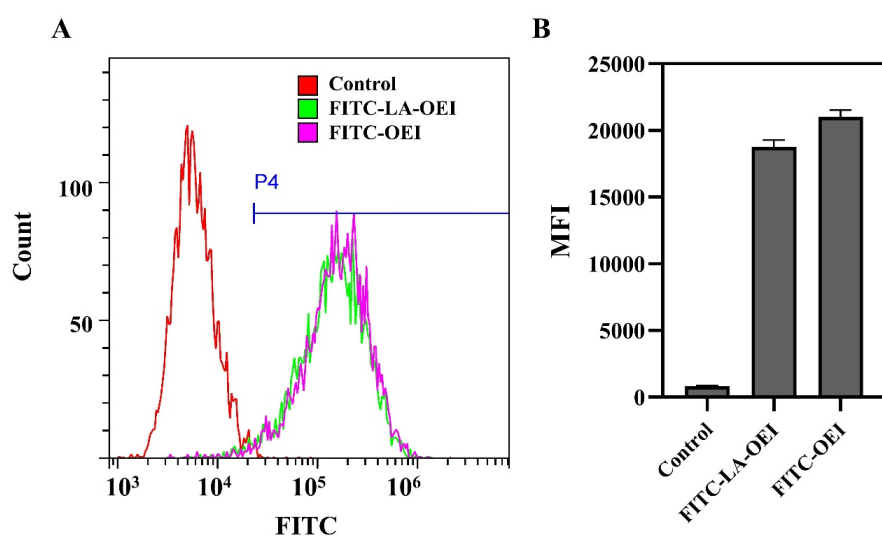 A
Control
FITC-LA-OEI
FITC-OEI
P4
100
50
Count
10³ 10⁴ 10⁵ 10⁶
FITC
B
25000
20000
15000
10000
5000
0
MFI
Control
FITC-LA-OEI
FITC-OEI